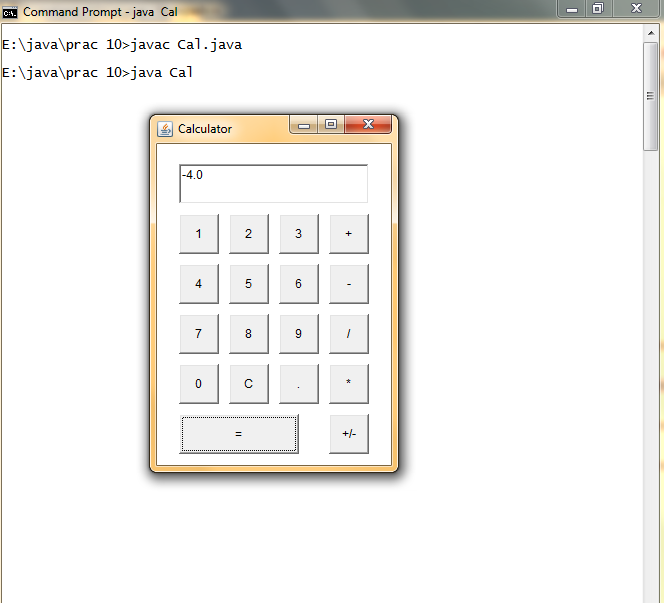 Command Prompt - java  Cal
E:\java\prac 10>javac Cal.java
E:\java\prac 10>java Cal
Calculator
-4.0
1 2 3 +
4 5 6 -
7 8 9 /
0 C . *
= +/-